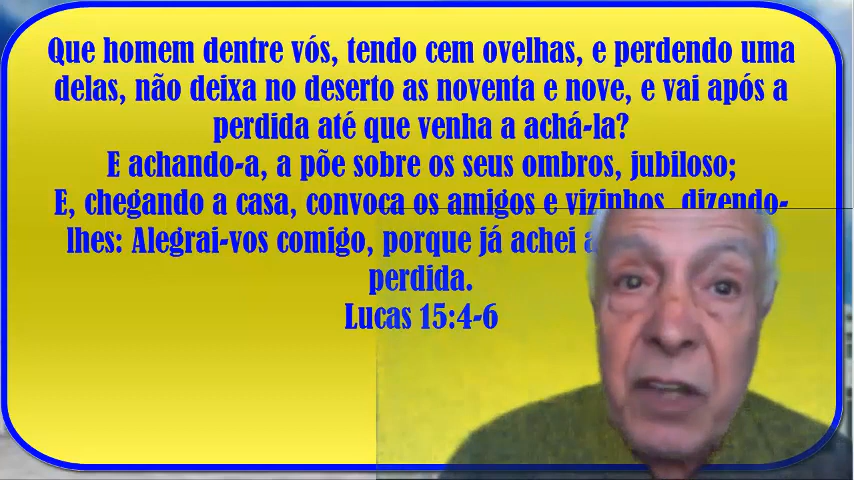 Que homem dentre vós, tendo cem ovelhas, e perdendo uma
delas, não deixa no deserto as noventa e nove, e vai após a
perdida até que venha a achá-la?
E achando-a, a põe sobre os seus ombros, jubiloso;
E, chegando a casa, convoca os amigos e vizinhos, dizendo-
lhes: Alegrai-vos comigo, porque já achei a
perdida.
Lucas 15:4-6